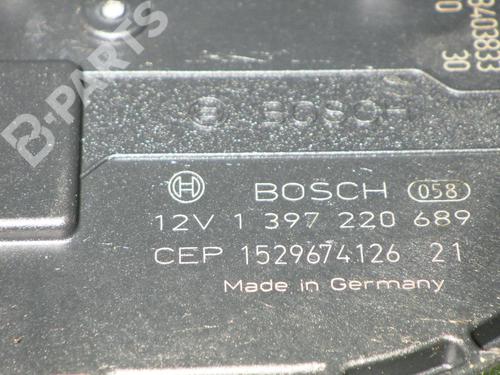 B-PARTS
BOSCH
BOSCH 058
12V 1 397 220 689
CEP 1529674126 21
Made in Germany